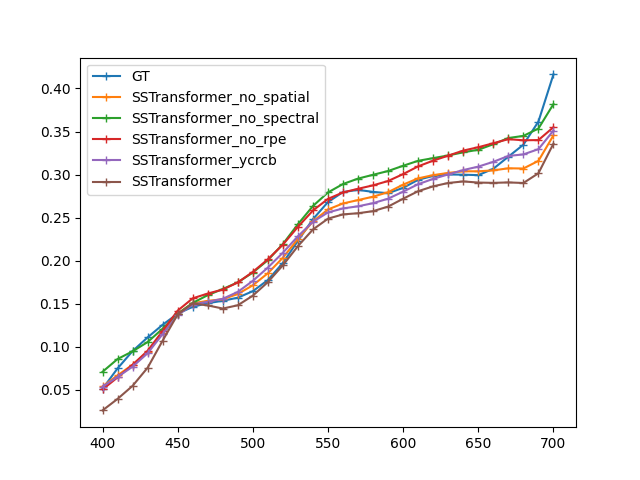 GT
SSTransformer_no_spatial
SSTransformer_no_spectral
SSTransformer_no_rpe
SSTransformer_ycrcb
SSTransformer
0.40
0.35
0.30
0.25
0.20
0.15
0.10
0.05
400 450 500 550 600 650 700